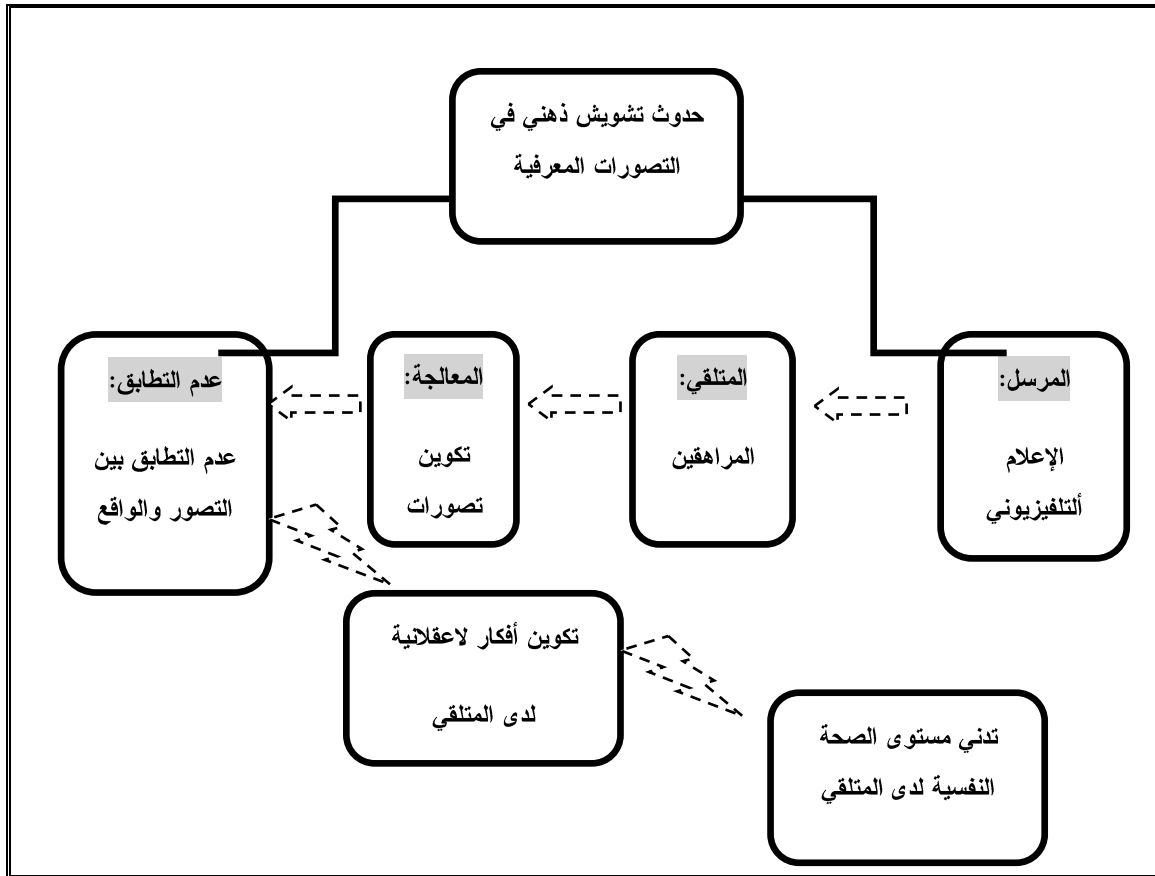 حدوث تشويش ذهني في
التصورات المعرفية
المرسل:
الإعلام
ألتلفيزيوني
المتلقي:
المراهقين
المعالجة:
تكوين
تصورات
عدم التطابق:
عدم التطابق بين
التصور والواقع
تكوين أفكار لاعقلانية
لدى المتلقي
تدني مستوى الصحة
النفسية لدى المتلقي